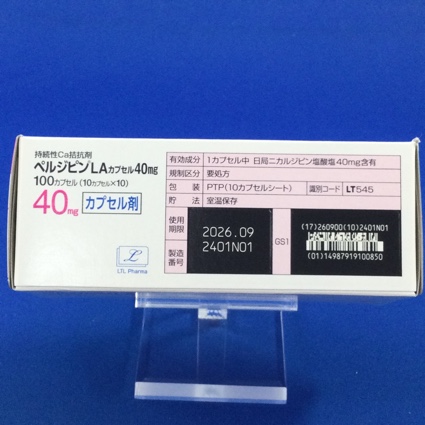 持続性Ca拮抗剤
ペルジピンLAカプセル40mg
100カプセル(10カプセル×10)
40mg カプセル剤
LTL Pharma
有効成分 1カプセル中 日局ニカルジピン塩酸塩40mg含有
規制区分 要処方
包装 PTP(10カプセルシート) 識別コード LT545
貯法 室温保存
使用期限 2026.09
製造番号 2401N01
GS1
(17)260900(10)2401N01
(01)14987919100850